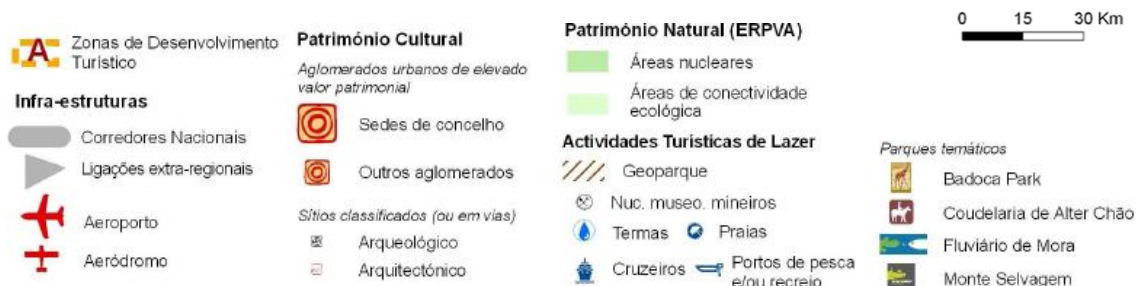 A
Zonas de Desenvolvimento
Turístico
Infra-estruturas
Corredores Nacionais
Ligações extra-regionais
Aeroporto
Aeródromo
Património Cultural
Aglomerados urbanos de elevado
valor patrimonial
Sedes de concelho
Outros aglomerados
Sítios classificados (ou em vias)
Arqueológico
Arquitectónico
Património Natural (ERPVA)
Áreas nucleares
Áreas de conectividade
ecológica
Actividades Turísticas de Lazer
Geoparque
Nuc. museo. mineiros
Termas
Praias
Cruzeiros
Portos de pesca
e/ou recreio
0 15 30 Km
Parques temáticos
Badoca Park
Coudelaria de Alter Chão
Fluviário de Mora
Monte Selvagem